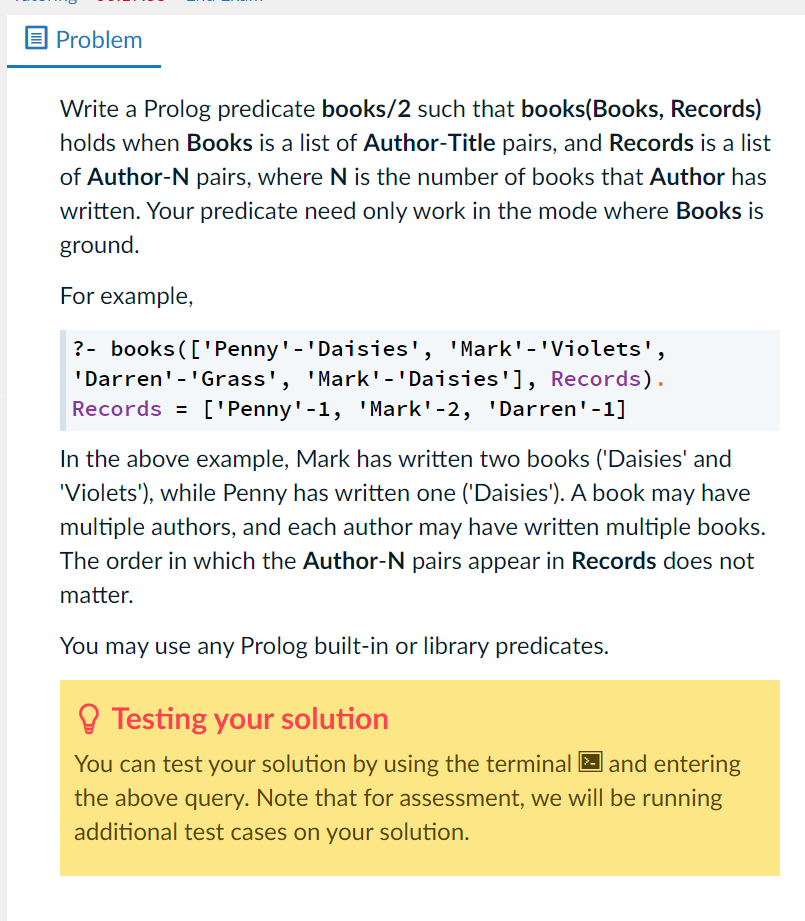 Problem
Write a Prolog predicate books/2 such that books(Books, Records)
holds when Books is a list of Author-Title pairs, and Records is a list
of Author-N pairs, where N is the number of books that Author has
written. Your predicate need only work in the mode where Books is
ground.
For example,
?- books(['Penny'-'Daisies', 'Mark'-'Violets',
'Darren'-'Grass', 'Mark'-'Daisies'], Records).
Records = ['Penny'-1, 'Mark'-2, 'Darren'-1]
In the above example, Mark has written two books ('Daisies' and
'Violets'), while Penny has written one ('Daisies'). A book may have
multiple authors, and each author may have written multiple books.
The order in which the Author-N pairs appear in Records does not
matter.
You may use any Prolog built-in or library predicates.
Testing your solution
You can test your solution by using the terminal and entering
the above query. Note that for assessment, we will be running
additional test cases on your solution.